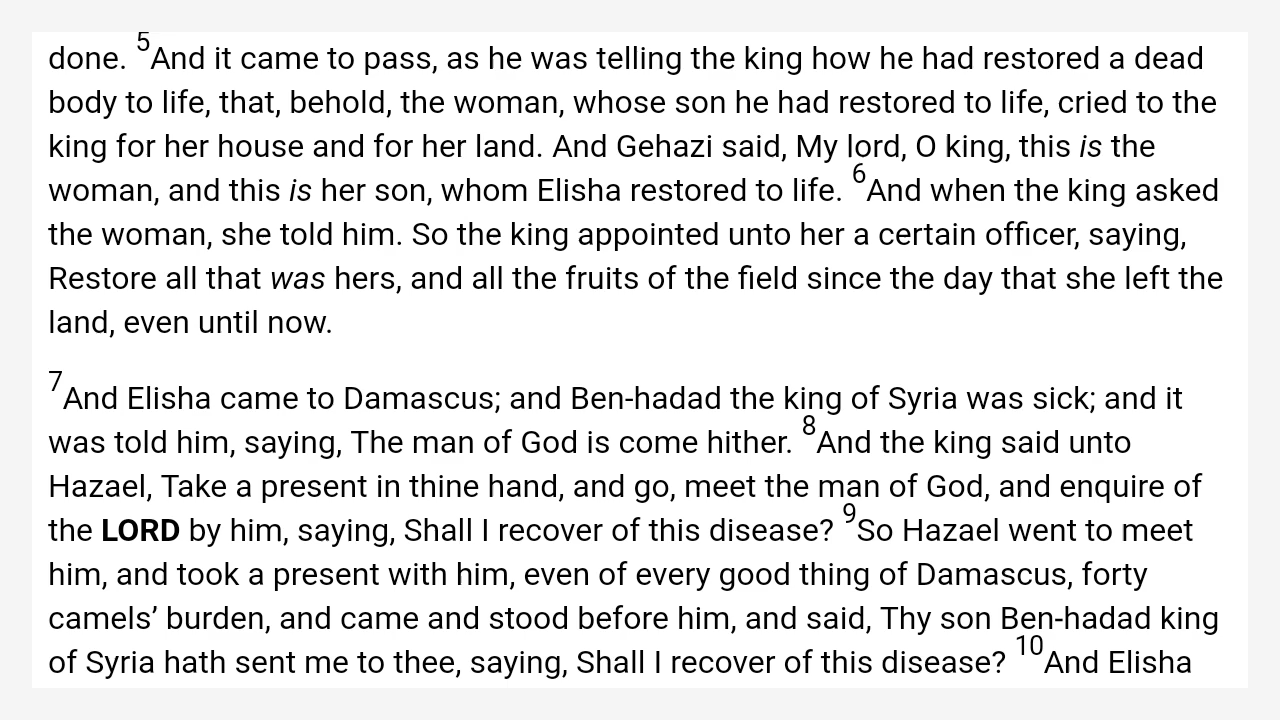 done. 5And it came to pass, as he was telling the king how he had restored a dead
body to life, that, behold, the woman, whose son he had restored to life, cried to the
king for her house and for her land. And Gehazi said, My lord, O king, this is the
woman, and this is her son, whom Elisha restored to life. 6And when the king asked
the woman, she told him. So the king appointed unto her a certain officer, saying,
Restore all that was hers, and all the fruits of the field since the day that she left the
land, even until now.
7And Elisha came to Damascus; and Ben-hadad the king of Syria was sick; and it
was told him, saying, The man of God is come hither. 8And the king said unto
Hazael, Take a present in thine hand, and go, meet the man of God, and enquire of
the LORD by him, saying, Shall I recover of this disease? 9So Hazael went to meet
him, and took a present with him, even of every good thing of Damascus, forty
camels’ burden, and came and stood before him, and said, Thy son Ben-hadad king
of Syria hath sent me to thee, saying, Shall I recover of this disease? 10And Elisha